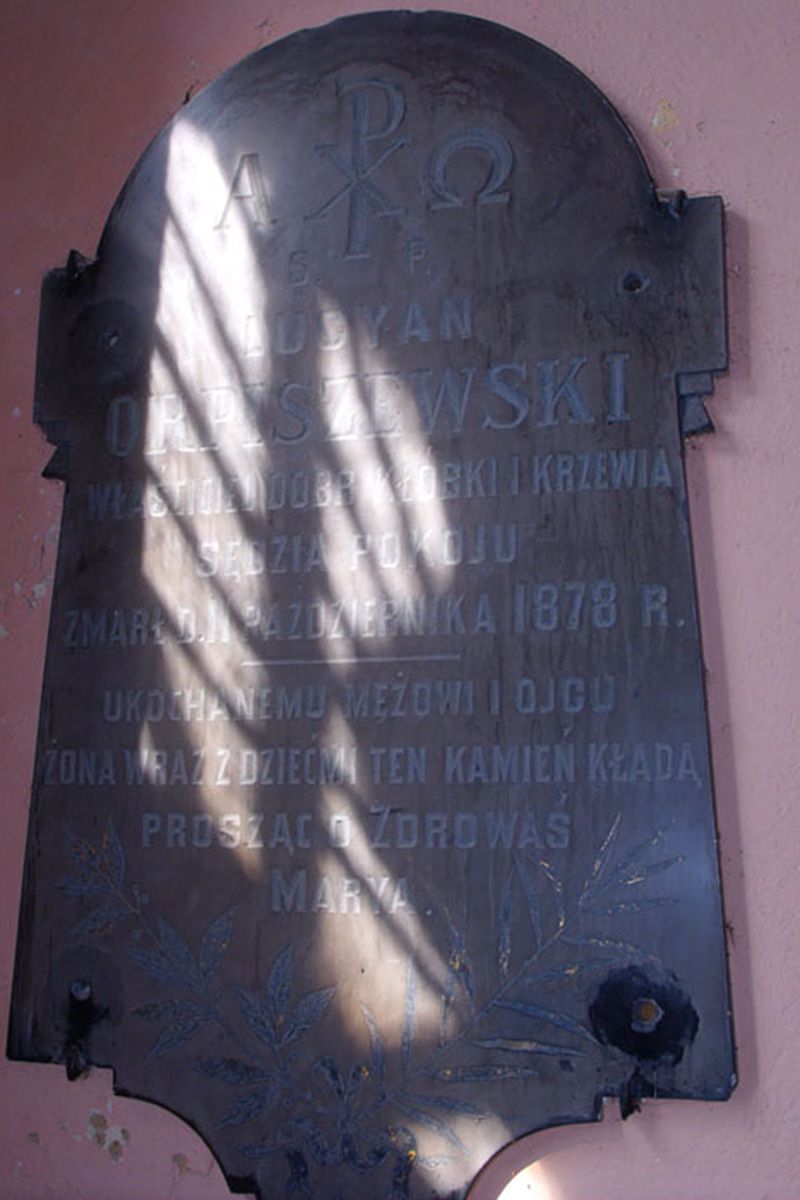 A ☧ Ω
S. P.
LUCYAN
ORPISZEWSKI
WŁAŚCICIEL DÓBR KŁÓBKI I KRZEWIA
SĘDZIA POKOJU
ZMARŁ D. 11 PAŹDZIERNIKA 1878 R.
UKOCHANEMU MĘŻOWI I OJCU
ŻONA WRAZ Z DZIEĆMI TEN KAMIEŃ KŁADĄ
PROSZĄC O ZDROWAŚ
MARYA.